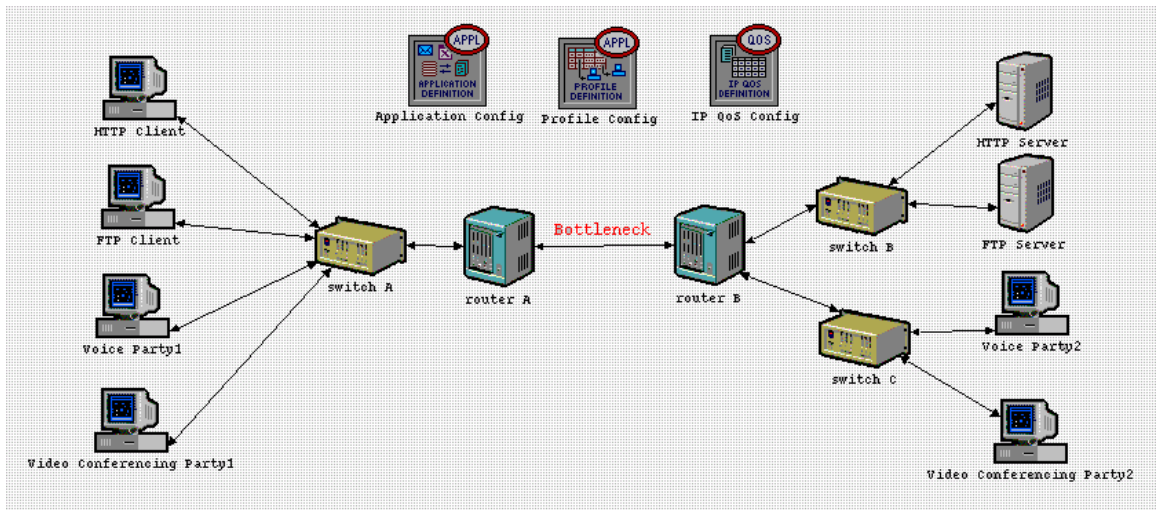 APPL
APPLICATION
DEFINITION
Application Config
APPL
PROFILE
DEFINITION
Profile Config
QOS
IP QOS
DEFINITION
IP QoS Config
HTTP Client
HTTP Server
FTP Client
FTP Server
Bottleneck
switch A
router A
router B
switch B
Voice Party1
Voice Party2
switch C
Video Conferencing Party1
Video Conferencing Party2